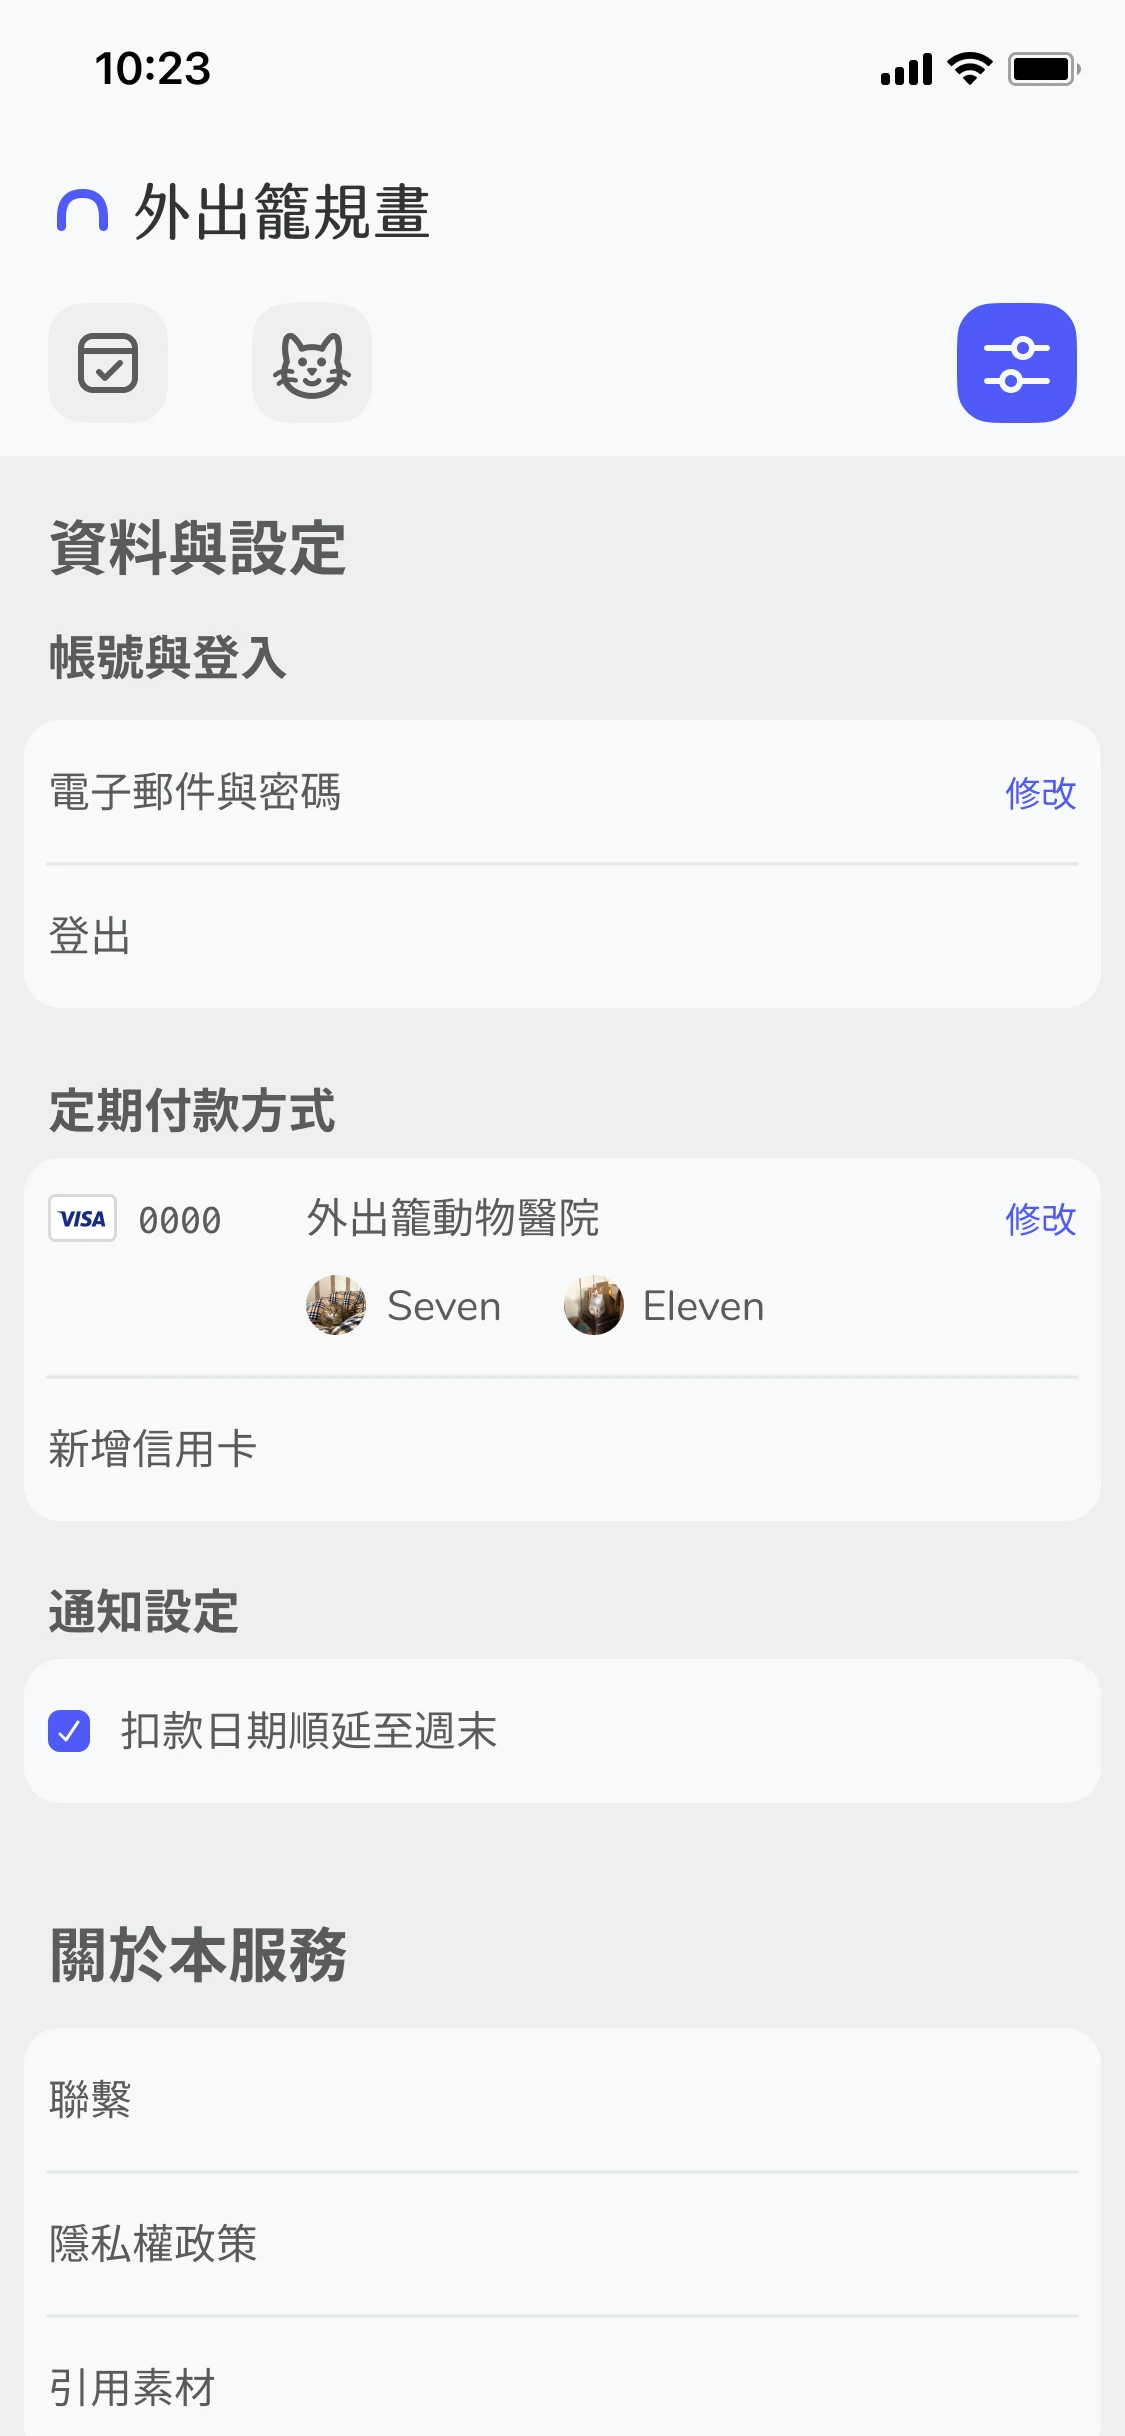 10:23
外出籠規畫
資料與設定
帳號與登入
電子郵件與密碼 修改
登出
定期付款方式
VISA 0000 外出籠動物醫院 修改
Seven Eleven
新增信用卡
通知設定
扣款日期順延至週末
關於本服務
聯繫
隱私權政策
引用素材